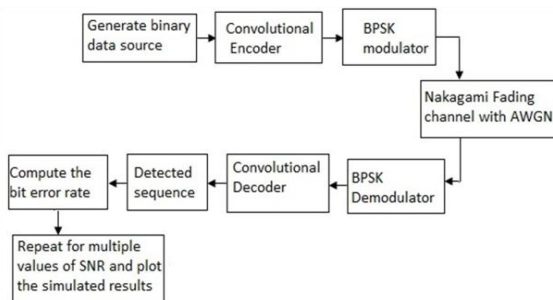 Generate binary
data source
Convolutional
Encoder
BPSK
modulator
Nakagami Fading
channel with AWGN
BPSK
Demodulator
Convolutional
Decoder
Detected
sequence
Compute the
bit error rate
Repeat for multiple
values of SNR and plot
the simulated results